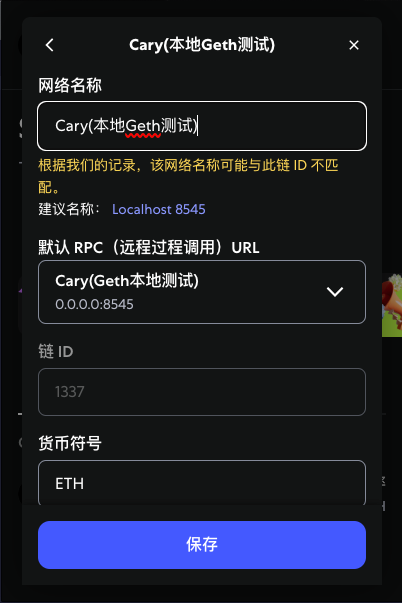 Cary(本地Geth测试)
网络名称
Cary(本地Geth测试)
根据我们的记录，该网络名称可能与此链 ID 不匹
配。
建议名称： Localhost 8545
默认 RPC（远程过程调用）URL
Cary(Geth本地测试)
0.0.0.0:8545
链 ID
1337
货币符号
ETH
保存